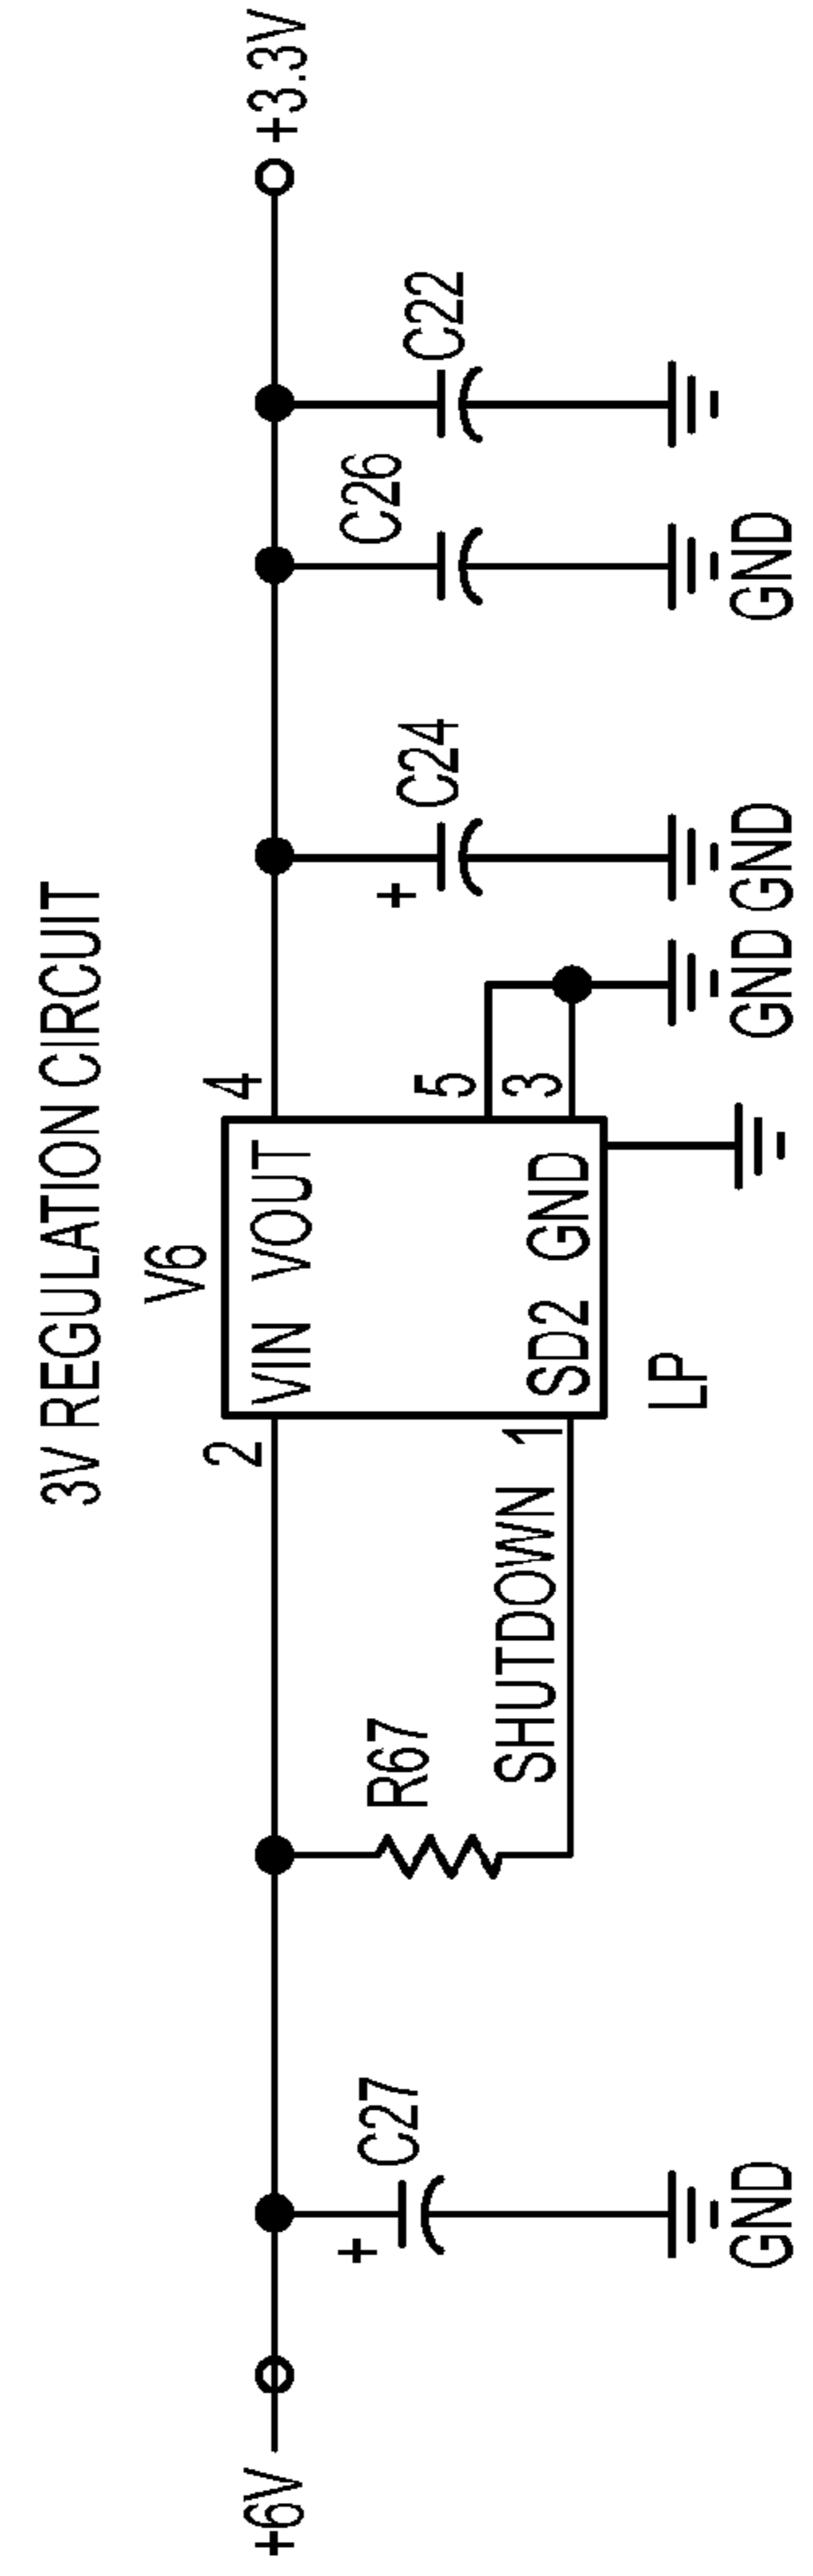 3V REGULATION CIRCUIT
V6
+6V
2
VIN VOUT
4
+3.3V
C27
+
R67
SHUTDOWN
1
SD2 GND
5
3
LP
+
C24
C26
C22
GND
GND
GND
GND